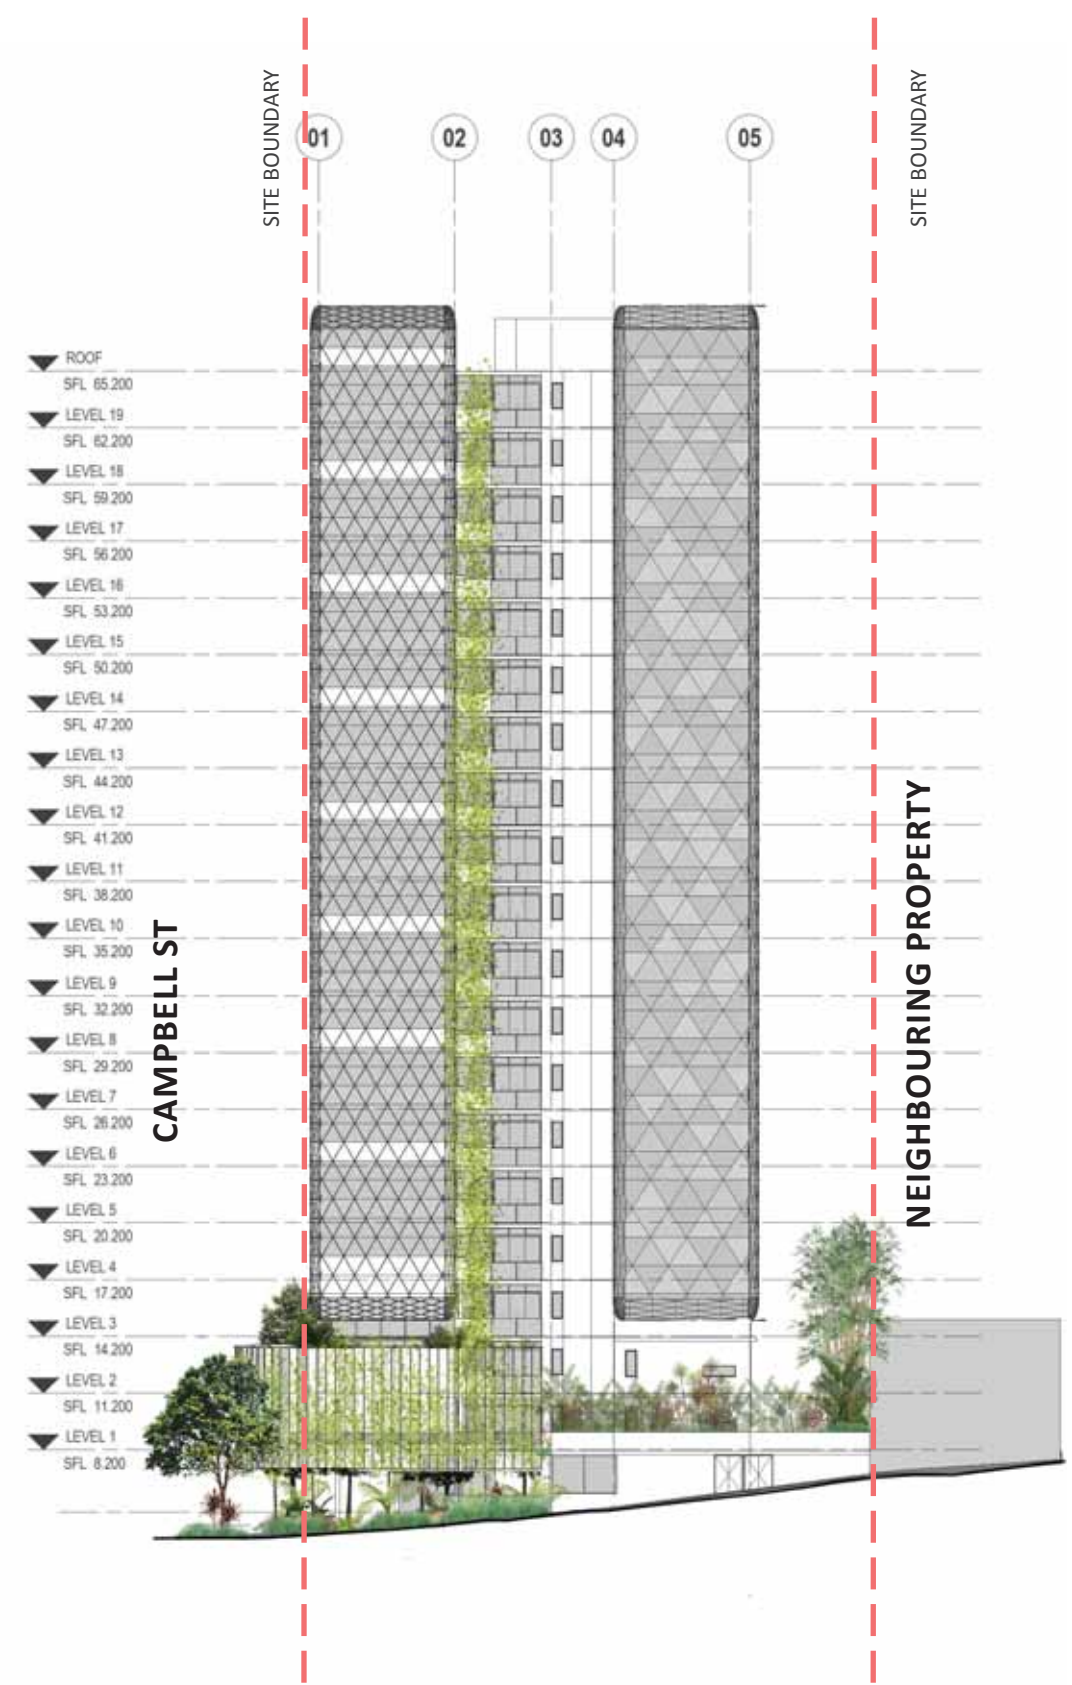 SITE BOUNDARY
SITE BOUNDARY
01
02
03
04
05
ROOF
SFL 65.200
LEVEL 19
SFL 62.200
LEVEL 18
SFL 59.200
LEVEL 17
SFL 56.200
LEVEL 16
SFL 53.200
LEVEL 15
SFL 50.200
LEVEL 14
SFL 47.200
LEVEL 13
SFL 44.200
LEVEL 12
SFL 41.200
LEVEL 11
SFL 38.200
LEVEL 10
SFL 35.200
LEVEL 9
SFL 32.200
LEVEL 8
SFL 29.200
LEVEL 7
SFL 26.200
LEVEL 6
SFL 23.200
LEVEL 5
SFL 20.200
LEVEL 4
SFL 17.200
LEVEL 3
SFL 14.200
LEVEL 2
SFL 11.200
LEVEL 1
SFL 8.200
CAMPBELL ST
NEIGHBOURING PROPERTY